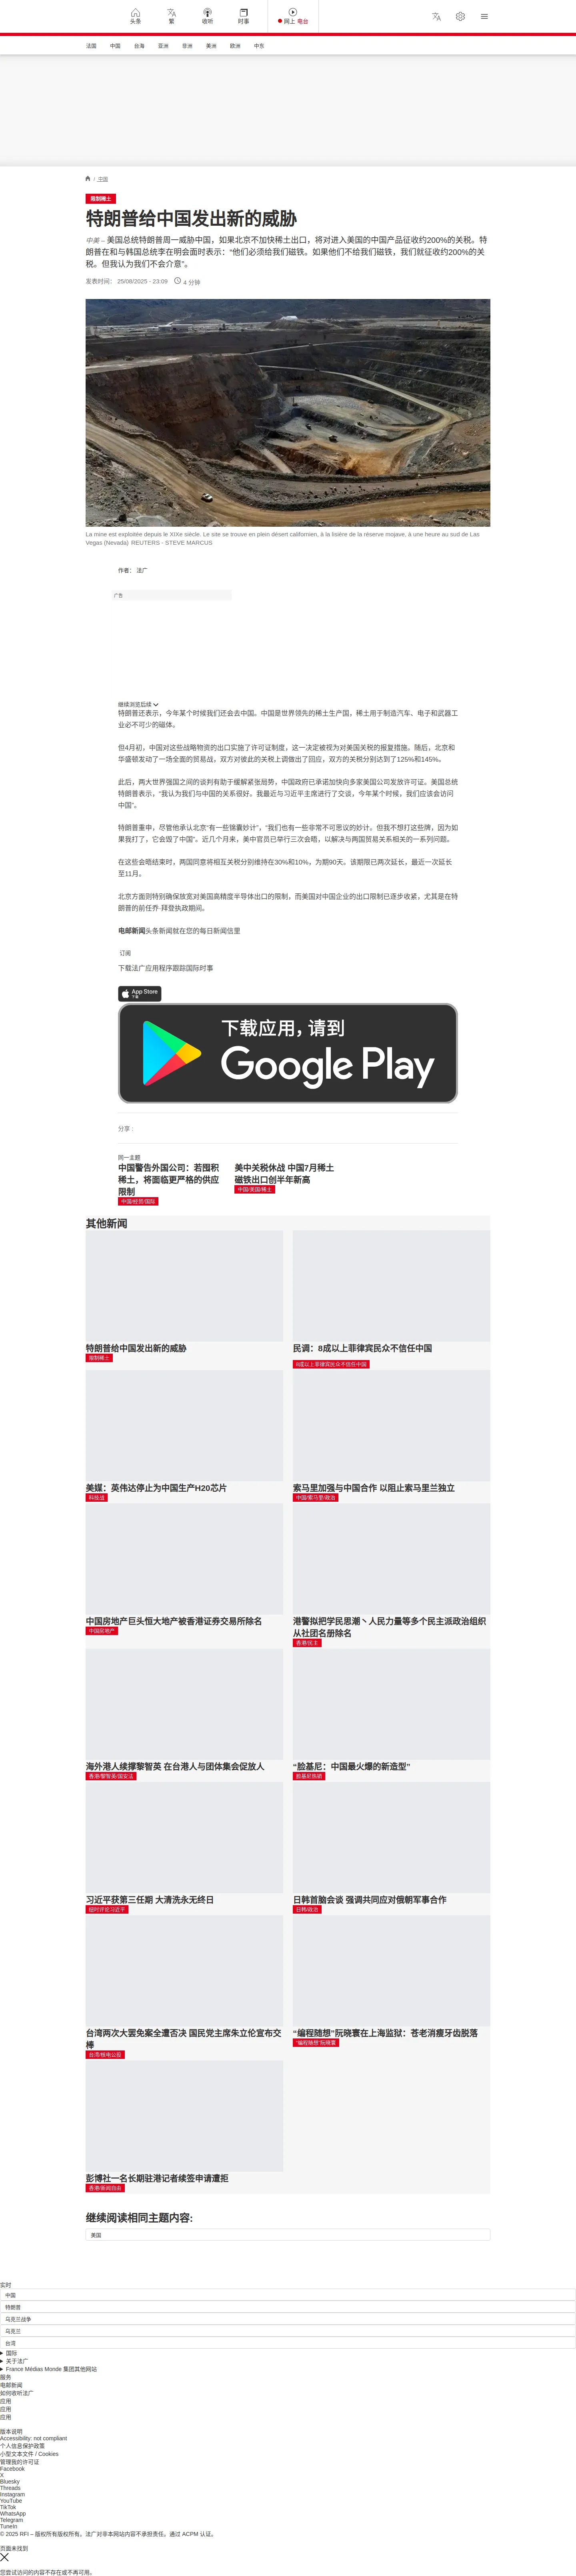 头条
繁
收听
时事
网上 电台
法国
中国
台海
亚洲
非洲
美洲
欧洲
中东
/ 中国
限制稀土
特朗普给中国发出新的威胁
中美 – 美国总统特朗普周一威胁中国，如果北京不加快稀土出口，将对进入美国的中国产品征收约200%的关税。特
朗普在和与韩国总统李在明会面时表示：“他们必须给我们磁铁。如果他们不给我们磁铁，我们就征收约200%的关
税。但我认为我们不会介意”。
发表时间： 25/08/2025 - 23:09
4 分钟
La mine est exploitée depuis le XIXe siècle. Le site se trouve en plein désert californien, à la lisière de la réserve mojave, à une heure au sud de Las
Vegas (Nevada) REUTERS - STEVE MARCUS
作者： 法广
广告
继续浏览后续
特朗普还表示，今年某个时候我们还会去中国。中国是世界领先的稀土生产国，稀土用于制造汽车、电子和武器工
业必不可少的磁体。
但4月初，中国对这些战略物资的出口实施了许可证制度，这一决定被视为对美国关税的报复措施。随后，北京和
华盛顿发动了一场全面的贸易战，双方对彼此的关税上调做出了回应，双方的关税分别达到了125%和145%。
此后，两大世界强国之间的谈判有助于缓解紧张局势，中国政府已承诺加快向多家美国公司发放许可证。美国总统
特朗普表示，“我认为我们与中国的关系很好。我最近与习近平主席进行了交谈，今年某个时候，我们应该会访问
中国”。
特朗普重申，尽管他承认北京“有一些锦囊妙计”，“我们也有一些非常不可思议的妙计。但我不想打这些牌，因为如
果我打了，它会毁了中国”。近几个月来，美中官员已举行三次会晤，以解决与两国贸易关系相关的一系列问题。
在这些会晤结束时，两国同意将相互关税分别维持在30%和10%，为期90天。该期限已两次延长，最近一次延长
至11月。
北京方面则特别确保放宽对美国高精度半导体出口的限制，而美国对中国企业的出口限制已逐步收紧，尤其是在特
朗普的前任乔·拜登执政期间。
电邮新闻头条新闻就在您的每日新闻信里
订阅
下载法广应用程序跟踪国际时事
App Store
下载
下载应用，请到
Google Play
分享 :
同一主题
中国警告外国公司：若囤积
稀土，将面临更严格的供应
限制
中国/经贸/国际
美中关税休战 中国7月稀土
磁铁出口创半年新高
中国/美国/稀土
其他新闻
特朗普给中国发出新的威胁
限制稀土
民调：8成以上菲律宾民众不信任中国
8成以上菲律宾民众不信任中国
美媒：英伟达停止为中国生产H20芯片
科技战
索马里加强与中国合作 以阻止索马里兰独立
中国/索马里/政治
中国房地产巨头恒大地产被香港证券交易所除名
中国房地产
港警拟把学民思潮丶人民力量等多个民主派政治组织
从社团名册除名
香港/民主
海外港人续撑黎智英 在台港人与团体集会促放人
香港/黎智英/国安法
“脸基尼：中国最火爆的新造型”
脸基尼热销
习近平获第三任期 大清洗永无终日
纽时评论习近平
日韩首脑会谈 强调共同应对俄朝军事合作
日韩/政治
台湾两次大罢免案全遭否决 国民党主席朱立伦宣布交
棒
台湾/核电公投
“编程随想”阮晓寰在上海监狱：苍老消瘦牙齿脱落
“编程随想”阮晓寰
彭博社一名长期驻港记者续签申请遭拒
香港/新闻自由
继续阅读相同主题内容:
美国
实时
中国
特朗普
乌克兰战争
乌克兰
台湾
国际
关于法广
France Médias Monde 集团其他网站
服务
电邮新闻
如何收听法广
应用
应用
应用
版本说明
Accessibility: not compliant
个人信息保护政策
小型文本文件 / Cookies
管理我的许可证
Facebook
X
Bluesky
Threads
Instagram
YouTube
TikTok
WhatsApp
Telegram
TuneIn
© 2025 RFI – 版权所有版权所有。法广对非本网站内容不承担责任。通过 ACPM 认证。
页面未找到
您尝试访问的内容不存在或不再可用。